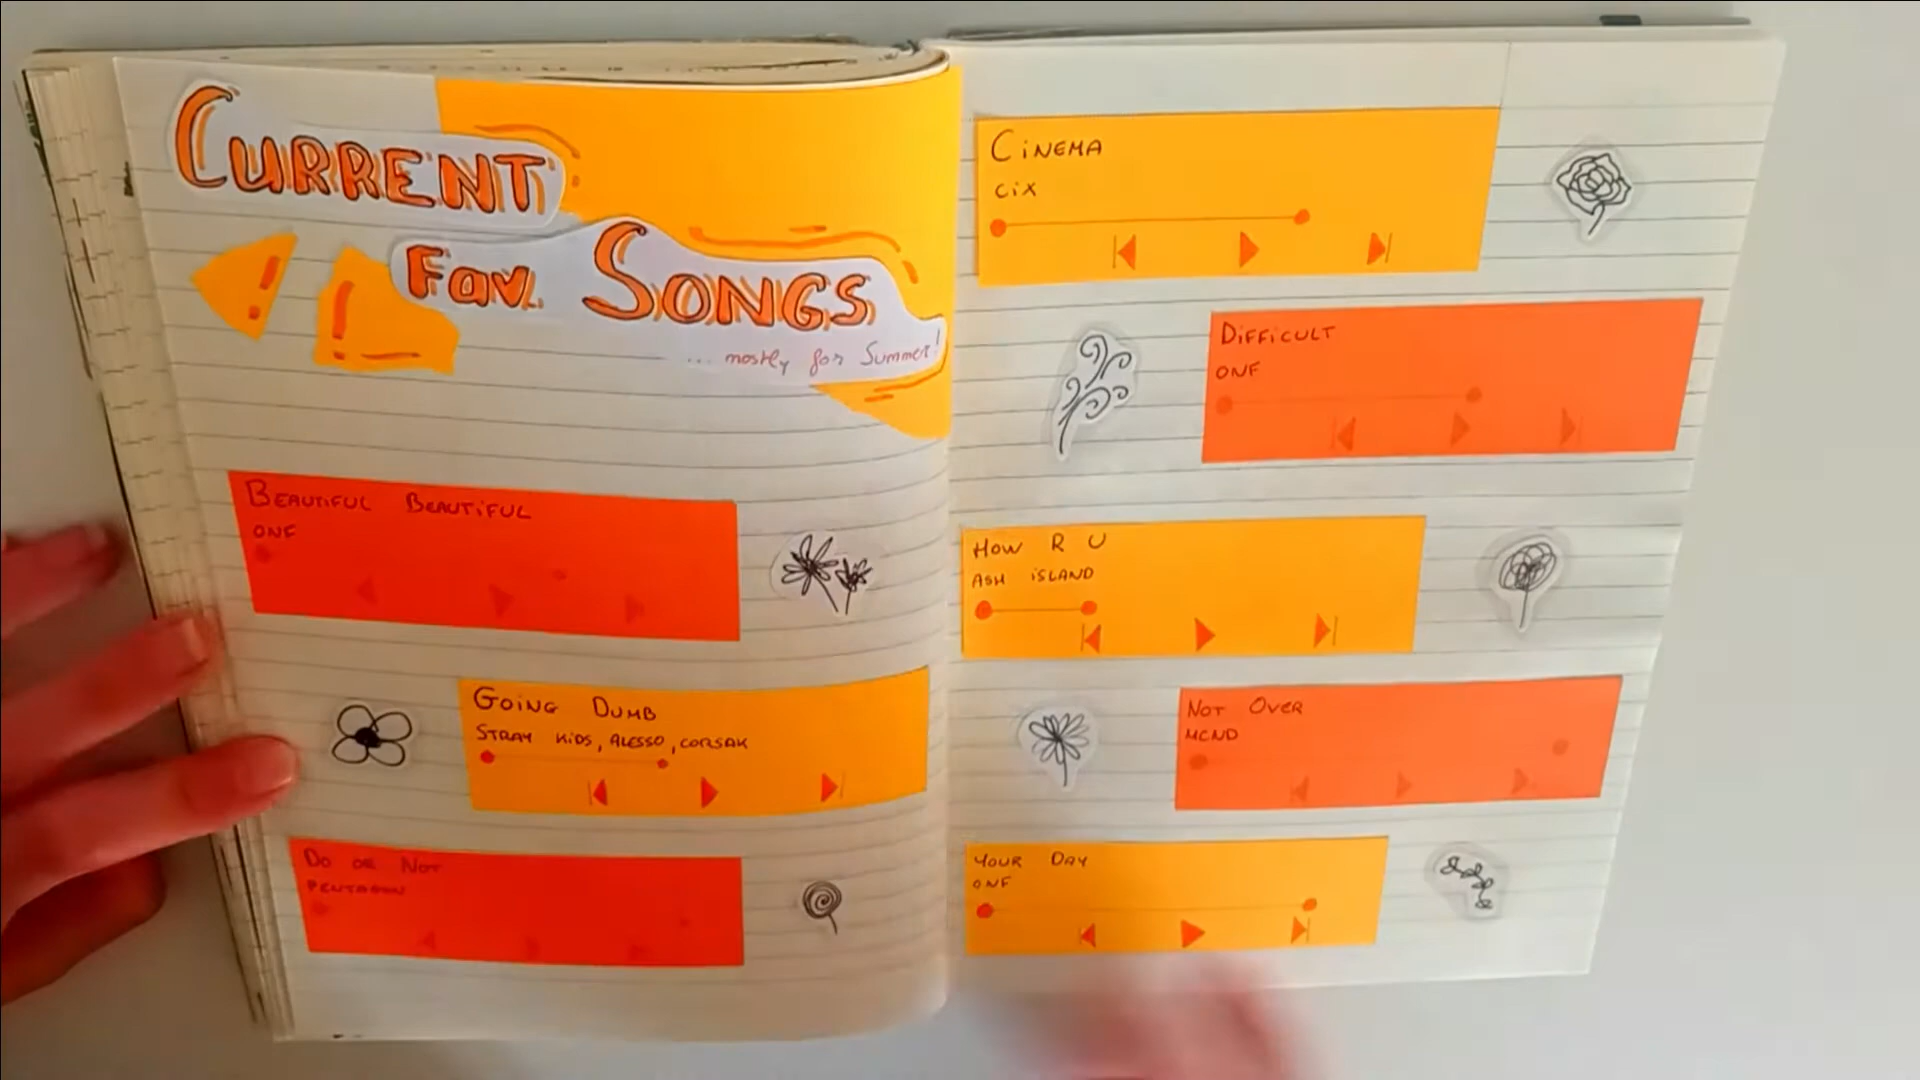 CURRENT
FAV. SONGS
... mostly for Summer!
BEAUTIFUL BEAUTIFUL
ONF
GOING DUMB
STRAY KIDS, ALESSO, CORSAK
DO OR NOT
PENTAGON
CINEMA
CIX
DIFFICULT
ONF
HOW R U
ASH ISLAND
NOT OVER
MCND
YOUR DAY
ONF